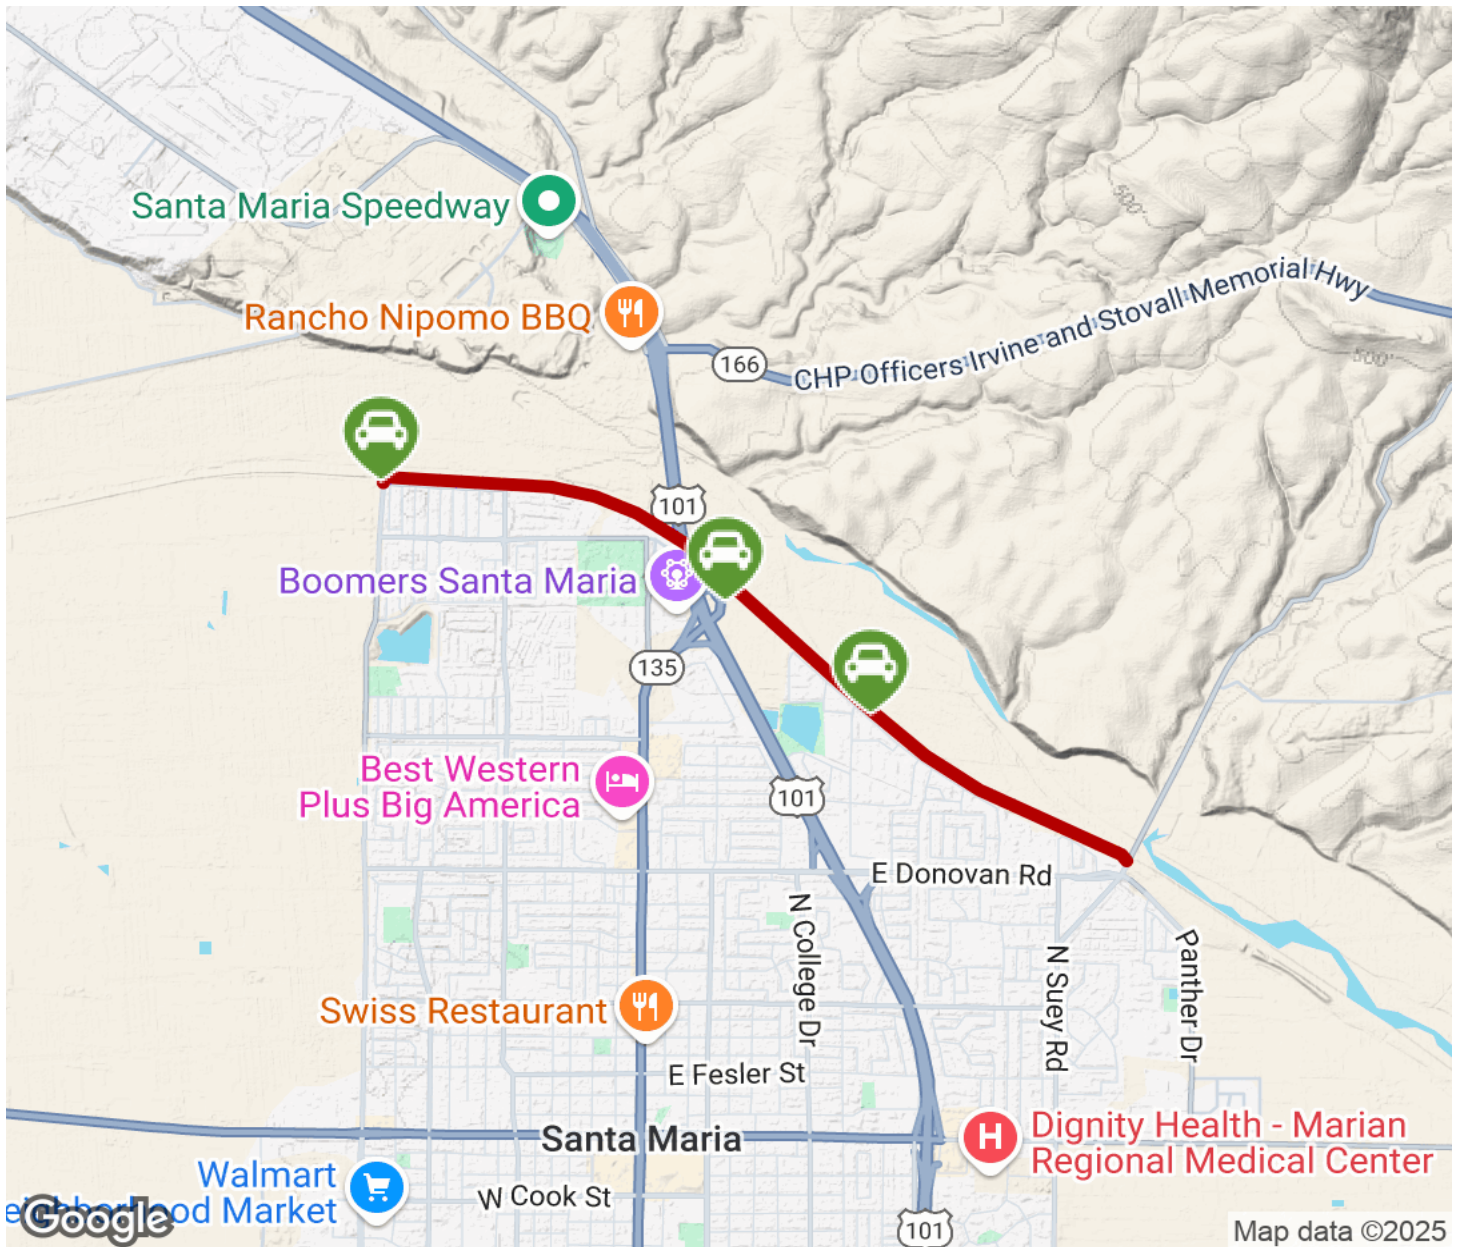 Santa Maria Speedway
500'
Rancho Nipomo BBQ
CHP Officers Irvine and Stovall Memorial Hwy
166
500'
101
Boomers Santa Maria
135
Best Western
Plus Big America
101
E Donovan Rd
N College Dr
N Suey Rd
Panther Dr
Swiss Restaurant
E Fesler St
Santa Maria
Dignity Health - Marian
Regional Medical Center
Walmart
Market
W Cook St
Google
101
Map data ©2025